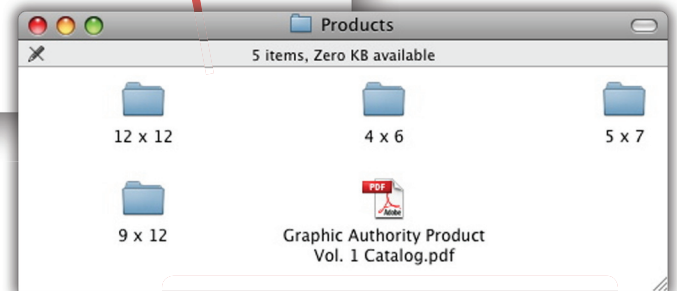 Products
5 items, Zero KB available
12 x 12
4 x 6
5 x 7
9 x 12
PDF
Adobe
Graphic Authority Product
Vol. 1 Catalog.pdf